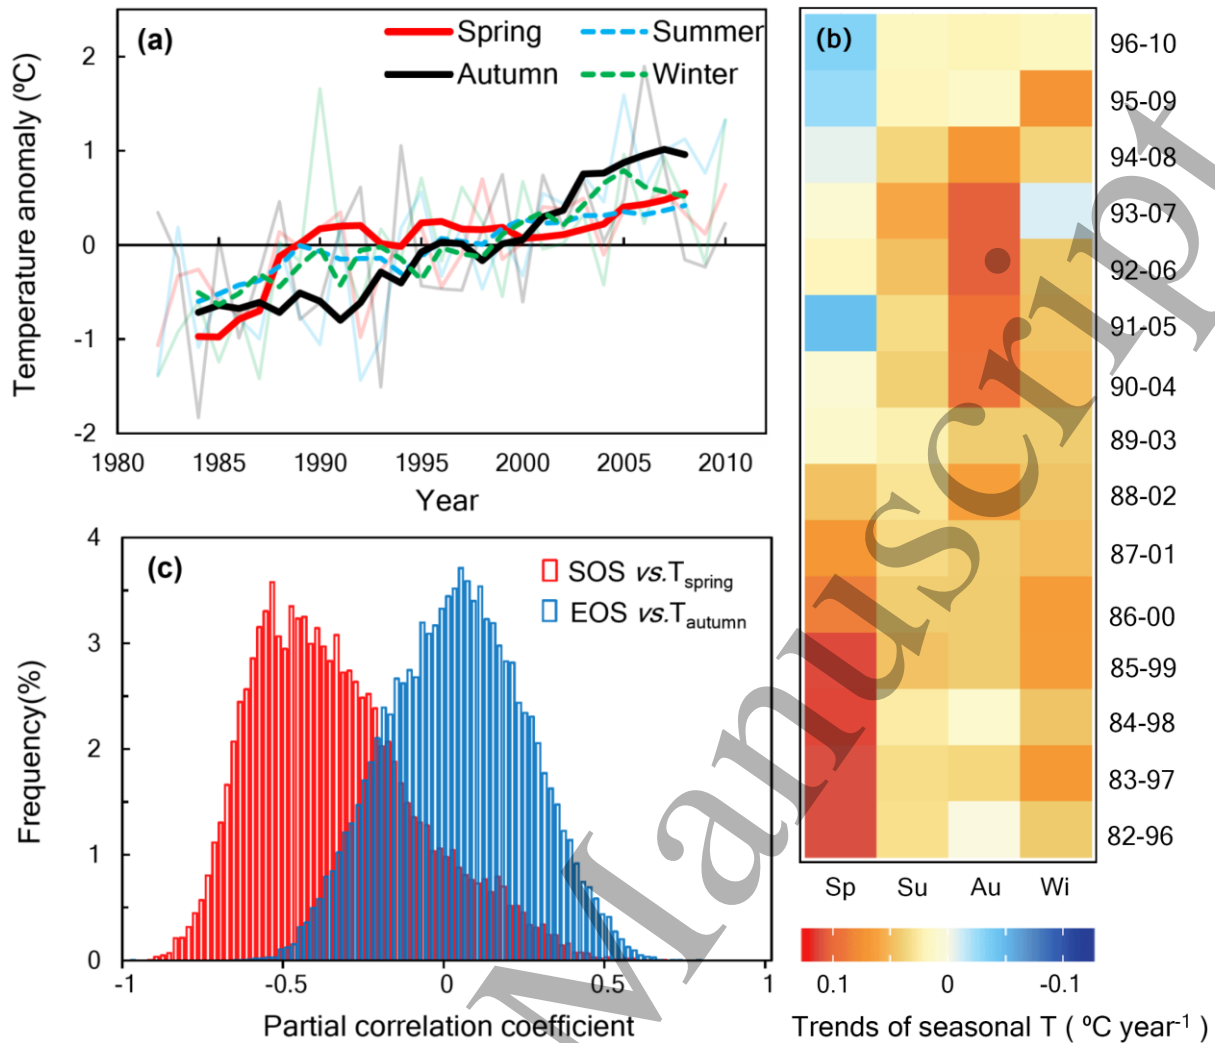 (a)
Spring
Summer
Autumn
Winter
Temperature anomaly (ºC)
2
1
0
-1
-2
1980
1985
1990
1995
2000
2005
2010
Year
(b)
96-10
95-09
94-08
93-07
92-06
91-05
90-04
89-03
88-02
87-01
86-00
85-99
84-98
83-97
82-96
Sp Su Au Wi
0.1 0 -0.1
Trends of seasonal T ( ºC year-1 )
(c)
SOS vs.Tspring
EOS vs.Tautumn
Frequency(%)
4
3
2
1
0
-1 -0.5 0 0.5 1
Partial correlation coefficient
Manuscript